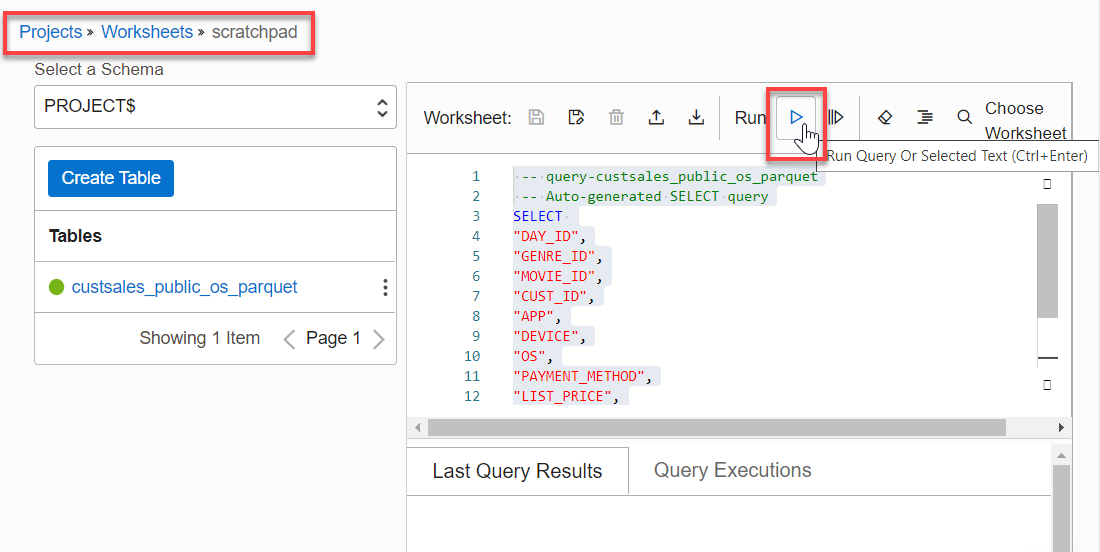 Projects » Worksheets » scratchpad
Select a Schema
PROJECT$
Create Table
Tables
custsales_public_os_parquet
Showing 1 Item Page 1
Worksheet: Run Choose
Worksheet
Run Query Or Selected Text (Ctrl+Enter)
1 -- query-custsales_public_os_parquet
2 -- Auto-generated SELECT query
3 SELECT
4 "DAY_ID",
5 "GENRE_ID",
6 "MOVIE_ID",
7 "CUST_ID",
8 "APP",
9 "DEVICE",
10 "OS",
11 "PAYMENT_METHOD",
12 "LIST_PRICE",
Last Query Results Query Executions